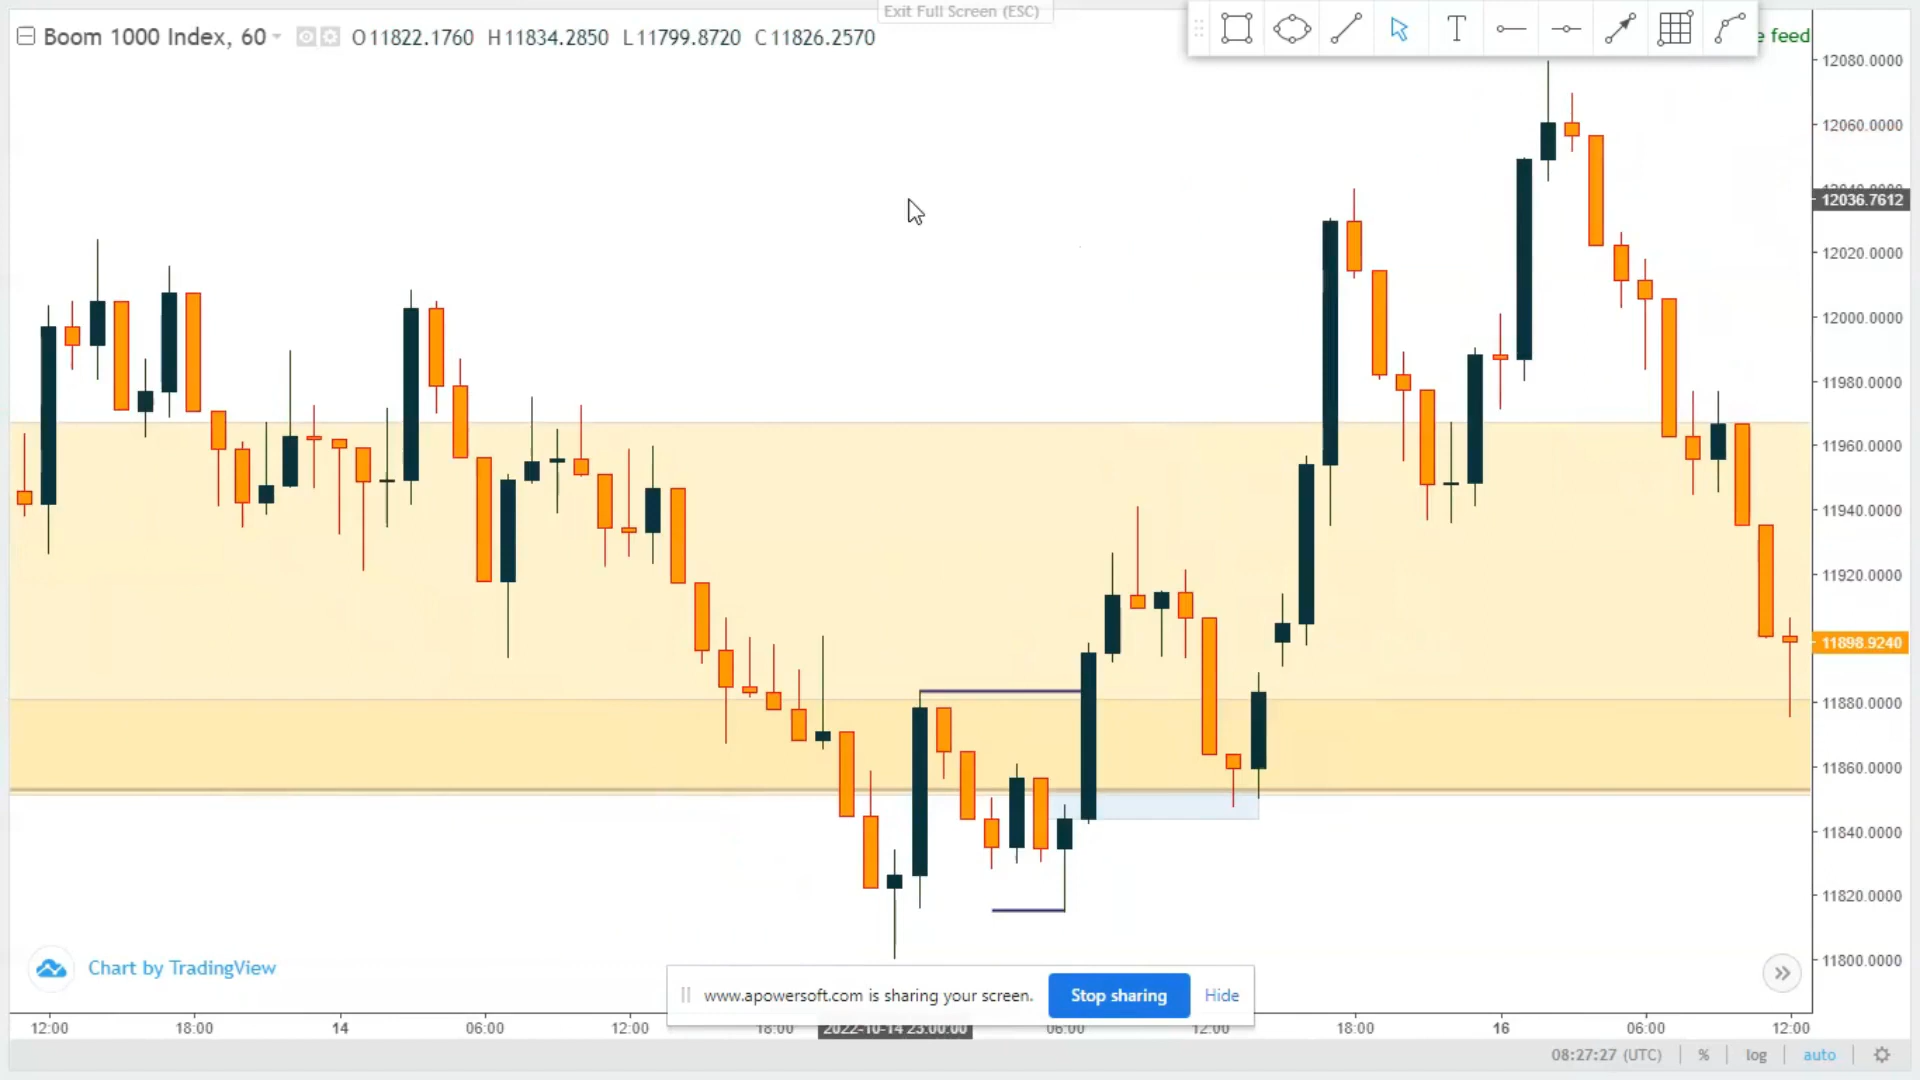 Exit Full Screen (ESC)
Boom 1000 Index, 60 O11822.1760 H11834.2850 L11799.8720 C11826.2570
T
feed
12080.0000
12060.0000
12040.0000
12036.7612
12020.0000
12000.0000
11980.0000
11960.0000
11940.0000
11920.0000
11898.9240
11880.0000
11860.0000
11840.0000
11820.0000
11800.0000
Chart by TradingView
www.apowersoft.com is sharing your screen. Stop sharing Hide
12:00 18:00 14 06:00 12:00 18:00 2022-10-14 23:00:00 06:00 12:00 18:00 16 06:00 12:00
08:27:27 (UTC) % log auto